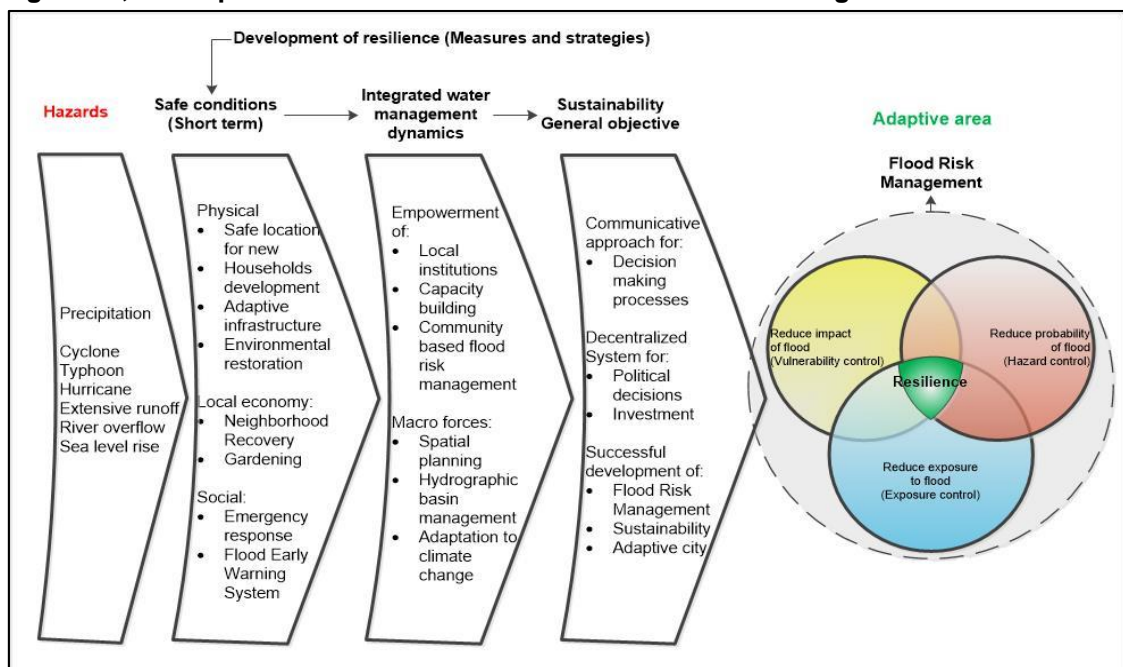 Development of resilience (Measures and strategies)
Hazards
Safe conditions
(Short term)
Integrated water
management
dynamics
Sustainability
General objective
Adaptive area
Flood Risk
Management
Precipitation
Cyclone
Typhoon
Hurricane
Extensive runoff
River overflow
Sea level rise
Physical
• Safe location
for new
• Households
development
• Adaptive
infrastructure
• Environmental
restoration
Local economy:
• Neighborhood
Recovery
• Gardening
Social:
• Emergency
response
• Flood Early
Warning
System
Empowerment
of:
• Local
institutions
• Capacity
building
• Community
based flood
risk
management
Macro forces:
• Spatial
planning
• Hydrographic
basin
management
• Adaptation to
climate
change
Communicative
approach for:
• Decision
making
processes
Decentralized
System for:
• Political
decisions
• Investment
Successful
development of:
• Flood Risk
Management
• Sustainability
• Adaptive city
Reduce impact
of flood
(Vulnerability control)
Reduce probability
of flood
(Hazard control)
Resilience
Reduce exposure
to flood
(Exposure control)